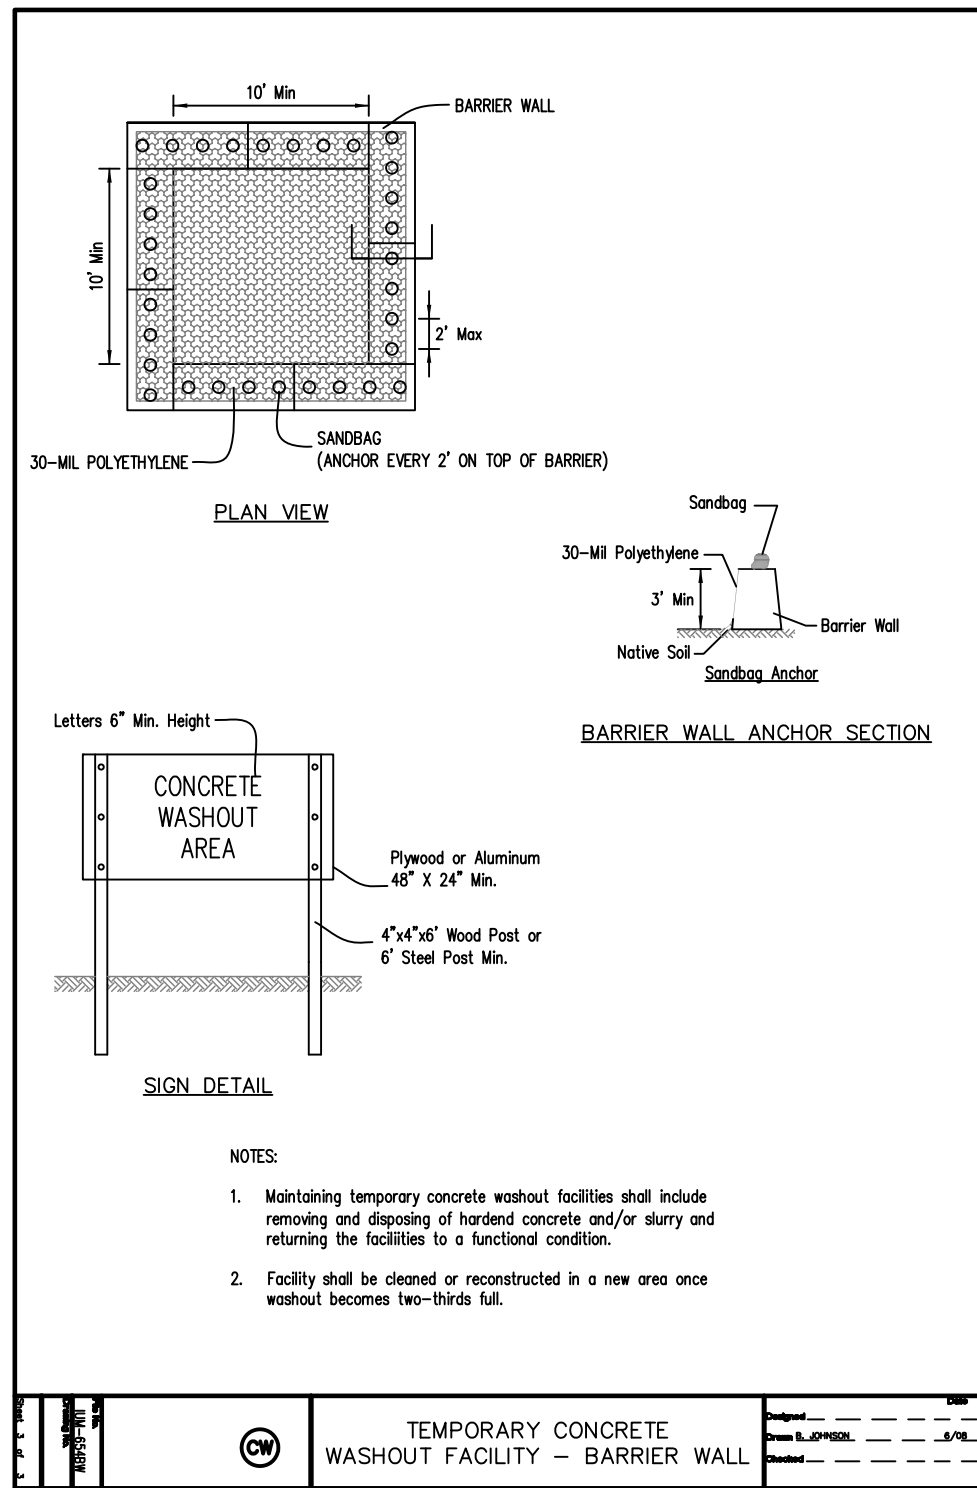 10' Min
BARRIER WALL
10' Min
2' Max
SANDBAG
(ANCHOR EVERY 2' ON TOP OF BARRIER)
30-MIL POLYETHYLENE
PLAN VIEW
Sandbag
30-Mil Polyethylene
3' Min
Barrier Wall
Native Soil
Sandbag Anchor
BARRIER WALL ANCHOR SECTION
Letters 6" Min. Height
CONCRETE
WASHOUT
AREA
Plywood or Aluminum
48" X 24" Min.
4"x4"x6' Wood Post or
6' Steel Post Min.
SIGN DETAIL
NOTES:
1. Maintaining temporary concrete washout facilities shall include
removing and disposing of hardend concrete and/or slurry and
returning the faciliities to a functional condition.
2. Facility shall be cleaned or reconstructed in a new area once
washout becomes two-thirds full.
Sheet 3 of 3
Drawing No.
IUM-654BW
File No.
CW
TEMPORARY CONCRETE
WASHOUT FACILITY - BARRIER WALL
Date
Designed
Drawn B. JOHNSON 6/08
Checked